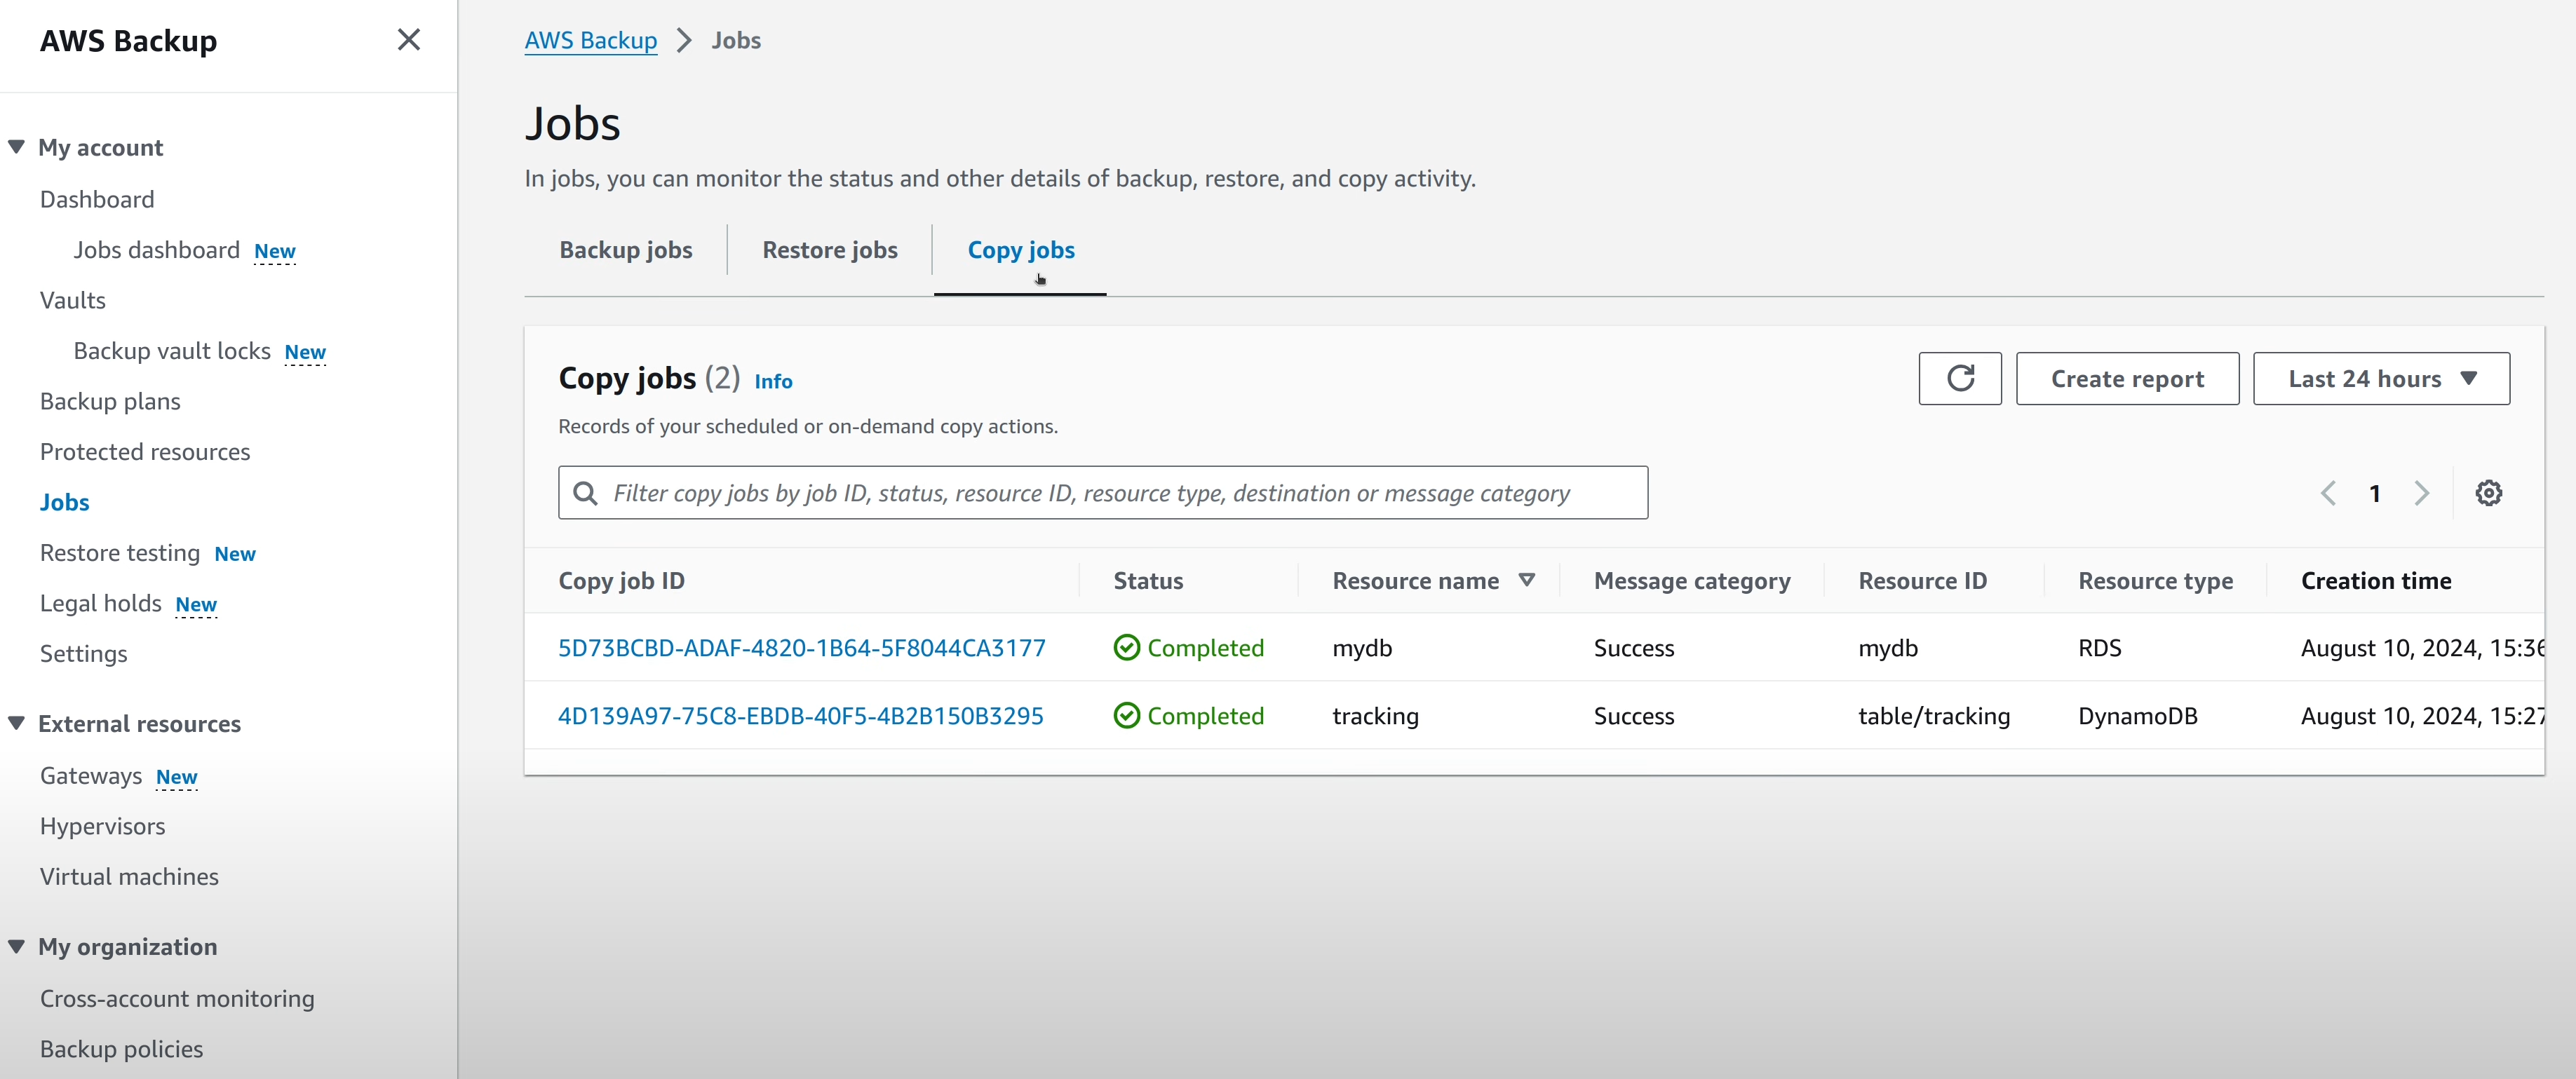 AWS Backup
My account
Dashboard
Jobs dashboard New
Vaults
Backup vault locks New
Backup plans
Protected resources
Jobs
Restore testing New
Legal holds New
Settings
External resources
Gateways New
Hypervisors
Virtual machines
My organization
Cross-account monitoring
Backup policies
AWS Backup > Jobs
Jobs
In jobs, you can monitor the status and other details of backup, restore, and copy activity.
Backup jobs Restore jobs Copy jobs
Copy jobs (2) Info Create report Last 24 hours
Records of your scheduled or on-demand copy actions.
Filter copy jobs by job ID, status, resource ID, resource type, destination or message category 1
Copy job ID Status Resource name Message category Resource ID Resource type Creation time
5D73BCBD-ADAF-4820-1B64-5F8044CA3177 Completed mydb Success mydb RDS August 10, 2024, 15:36
4D139A97-75C8-EBDB-40F5-4B2B150B3295 Completed tracking Success table/tracking DynamoDB August 10, 2024, 15:27